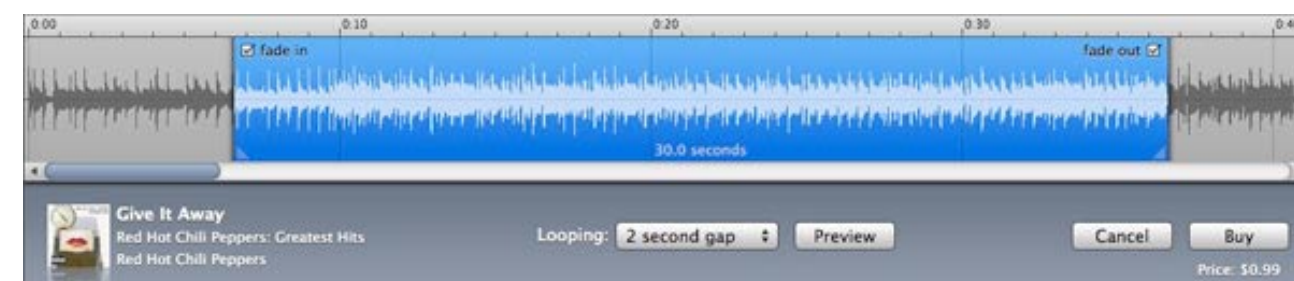 0:00 0:10 0:20 0:30 0:4
fade in fade out
30.0 seconds
Give It Away
Red Hot Chili Peppers: Greatest Hits
Red Hot Chili Peppers
Looping: 2 second gap Preview Cancel Buy
Price: $0.99